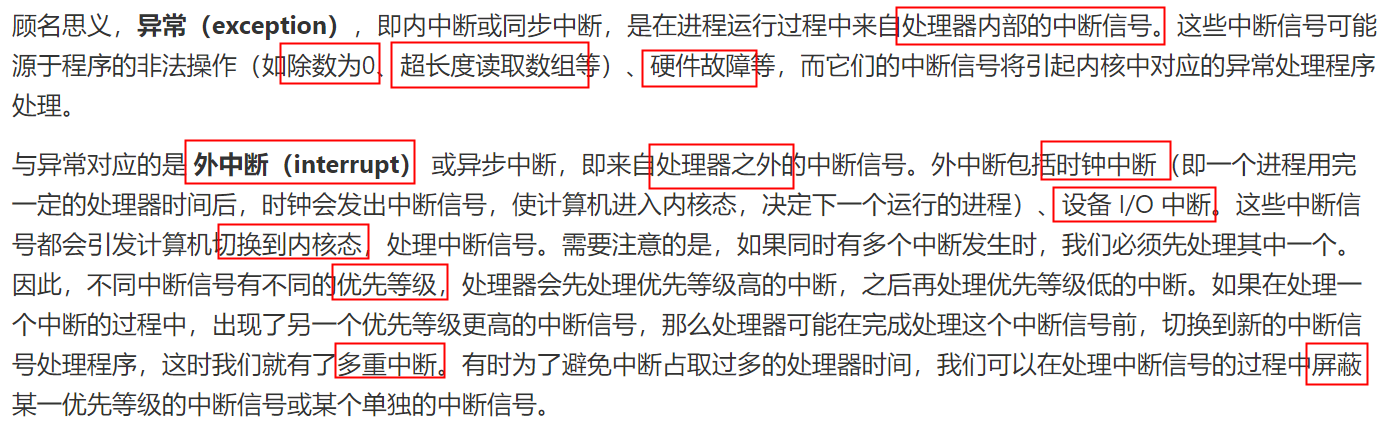 顾名思义，异常（exception），即内中断或同步中断，是在进程运行过程中来自处理器内部的中断信号。这些中断信号可能
源于程序的非法操作（如除数为0、超长度读取数组等）、硬件故障等，而它们的中断信号将引起内核中对应的异常处理程序
处理。
与异常对应的是 外中断（interrupt） 或异步中断，即来自处理器之外的中断信号。外中断包括时钟中断（即一个进程用完
一定的处理器时间后，时钟会发出中断信号，使计算机进入内核态，决定下一个运行的进程）、设备 I/O 中断。这些中断信
号都会引发计算机切换到内核态，处理中断信号。需要注意的是，如果同时有多个中断发生时，我们必须先处理其中一个。
因此，不同中断信号有不同的优先等级，处理器会先处理优先等级高的中断，之后再处理优先等级低的中断。如果在处理一
个中断的过程中，出现了另一个优先等级更高的中断信号，那么处理器可能在完成处理这个中断信号前，切换到新的中断信
号处理程序，这时我们就有了多重中断。有时为了避免中断占取过多的处理器时间，我们可以在处理中断信号的过程中屏蔽
某一优先等级的中断信号或某个单独的中断信号。